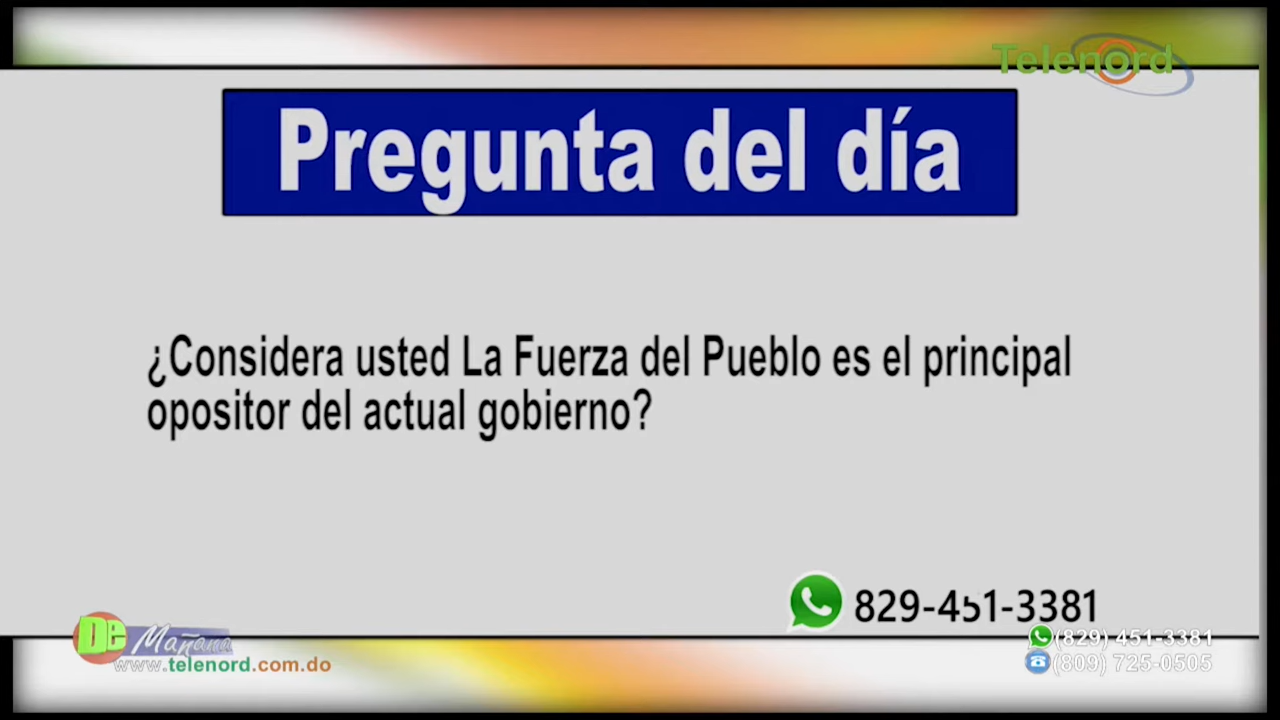 Telenord
Pregunta del día
¿Considera usted La Fuerza del Pueblo es el principal
opositor del actual gobierno?
829-451-3381
De Mañana
(829) 451-3381
www.telenord.com.do
(809) 725-0505